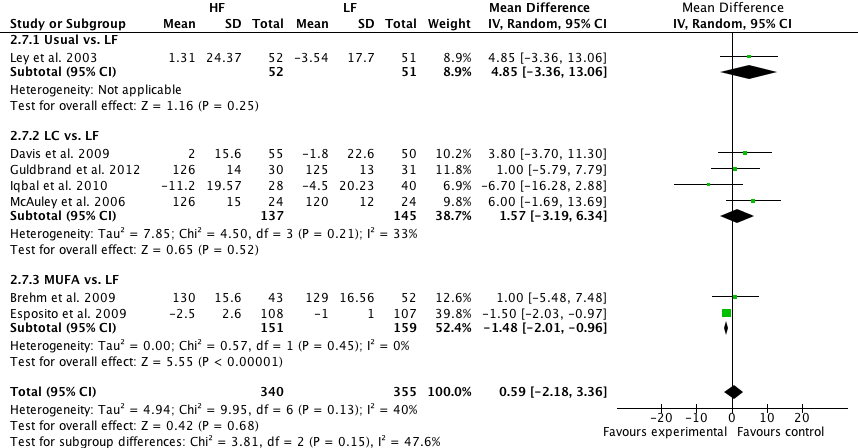 HF LF Mean Difference Mean Difference
Study or Subgroup Mean SD Total Mean SD Total Weight IV, Random, 95% CI IV, Random, 95% CI
2.7.1 Usual vs. LF
Ley et al. 2003 1.31 24.37 52 -3.54 17.7 51 8.9% 4.85 [-3.36, 13.06]
Subtotal (95% CI) 52 51 8.9% 4.85 [-3.36, 13.06]
Heterogeneity: Not applicable
Test for overall effect: Z = 1.16 (P = 0.25)
2.7.2 LC vs. LF
Davis et al. 2009 2 15.6 55 -1.8 22.6 50 10.2% 3.80 [-3.70, 11.30]
Guldbrand et al. 2012 126 14 30 125 13 31 11.8% 1.00 [-5.79, 7.79]
Iqbal et al. 2010 -11.2 19.57 28 -4.5 20.23 40 6.9% -6.70 [-16.28, 2.88]
McAuley et al. 2006 126 15 24 120 12 24 9.8% 6.00 [-1.69, 13.69]
Subtotal (95% CI) 137 145 38.7% 1.57 [-3.19, 6.34]
Heterogeneity: Tau² = 7.85; Chi² = 4.50, df = 3 (P = 0.21); I² = 33%
Test for overall effect: Z = 0.65 (P = 0.52)
2.7.3 MUFA vs. LF
Brehm et al. 2009 130 15.6 43 129 16.56 52 12.6% 1.00 [-5.48, 7.48]
Esposito et al. 2009 -2.5 2.6 108 -1 1 107 39.8% -1.50 [-2.03, -0.97]
Subtotal (95% CI) 151 159 52.4% -1.48 [-2.01, -0.96]
Heterogeneity: Tau² = 0.00; Chi² = 0.57, df = 1 (P = 0.45); I² = 0%
Test for overall effect: Z = 5.55 (P < 0.00001)
Total (95% CI) 340 355 100.0% 0.59 [-2.18, 3.36]
Heterogeneity: Tau² = 4.94; Chi² = 9.95, df = 6 (P = 0.13); I² = 40%
Test for overall effect: Z = 0.42 (P = 0.68)
Test for subgroup differences: Chi² = 3.81, df = 2 (P = 0.15), I² = 47.6%
-20 -10 0 10 20
Favours experimental Favours control